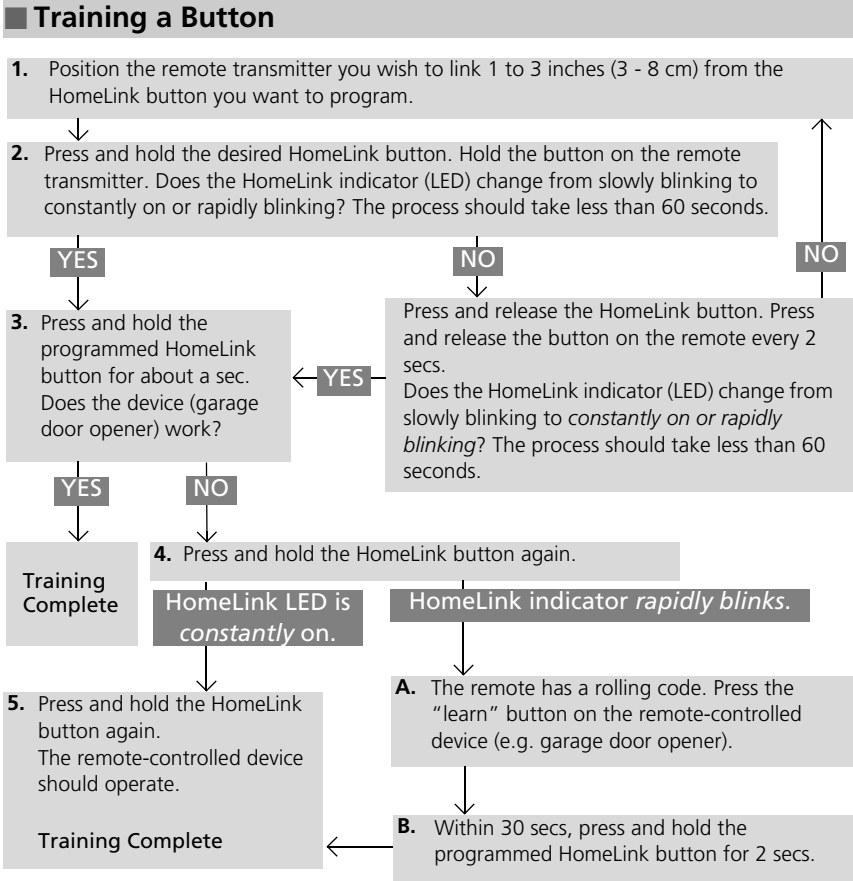 ■ Training a Button
1. Position the remote transmitter you wish to link 1 to 3 inches (3 - 8 cm) from the
HomeLink button you want to program.
2. Press and hold the desired HomeLink button. Hold the button on the remote
transmitter. Does the HomeLink indicator (LED) change from slowly blinking to
constantly on or rapidly blinking? The process should take less than 60 seconds.
YES
NO
NO
3. Press and hold the
programmed HomeLink
button for about a sec.
Does the device (garage
door opener) work?
YES
Press and release the HomeLink button. Press
and release the button on the remote every 2
secs.
Does the HomeLink indicator (LED) change from
slowly blinking to constantly on or rapidly
blinking? The process should take less than 60
seconds.
YES
NO
Training
Complete
4. Press and hold the HomeLink button again.
HomeLink LED is
constantly on.
HomeLink indicator rapidly blinks.
5. Press and hold the HomeLink
button again.
The remote-controlled device
should operate.
Training Complete
A. The remote has a rolling code. Press the
“learn” button on the remote-controlled
device (e.g. garage door opener).
B. Within 30 secs, press and hold the
programmed HomeLink button for 2 secs.